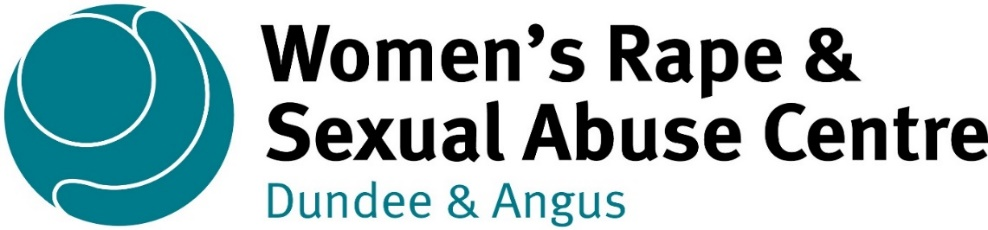 Women’s Rape &
Sexual Abuse Centre
Dundee & Angus